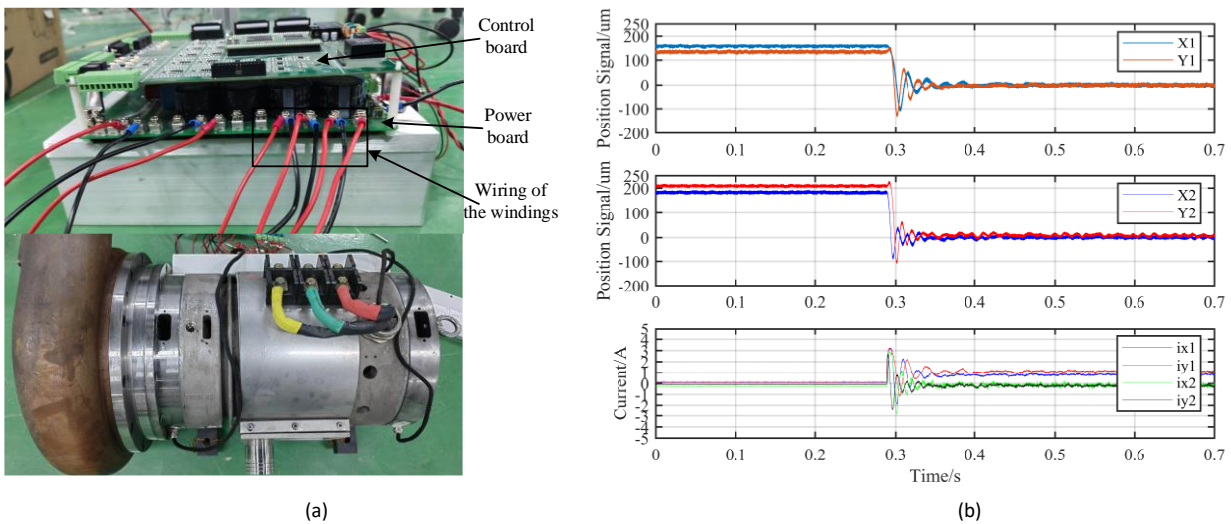 Control
board
Power
board
Wiring of
the windings
(a)
Position Signal/um
250
200
100
0
-100
-200
X1
Y1
0 0.1 0.2 0.3 0.4 0.5 0.6 0.7
Position Signal/um
250
200
100
0
-100
-200
X2
Y2
0 0.1 0.2 0.3 0.4 0.5 0.6 0.7
Current/A
5
4
3
2
1
0
-1
-2
-3
-4
-5
ix1
iy1
ix2
iy2
0 0.1 0.2 0.3 0.4 0.5 0.6 0.7
Time/s
(b)